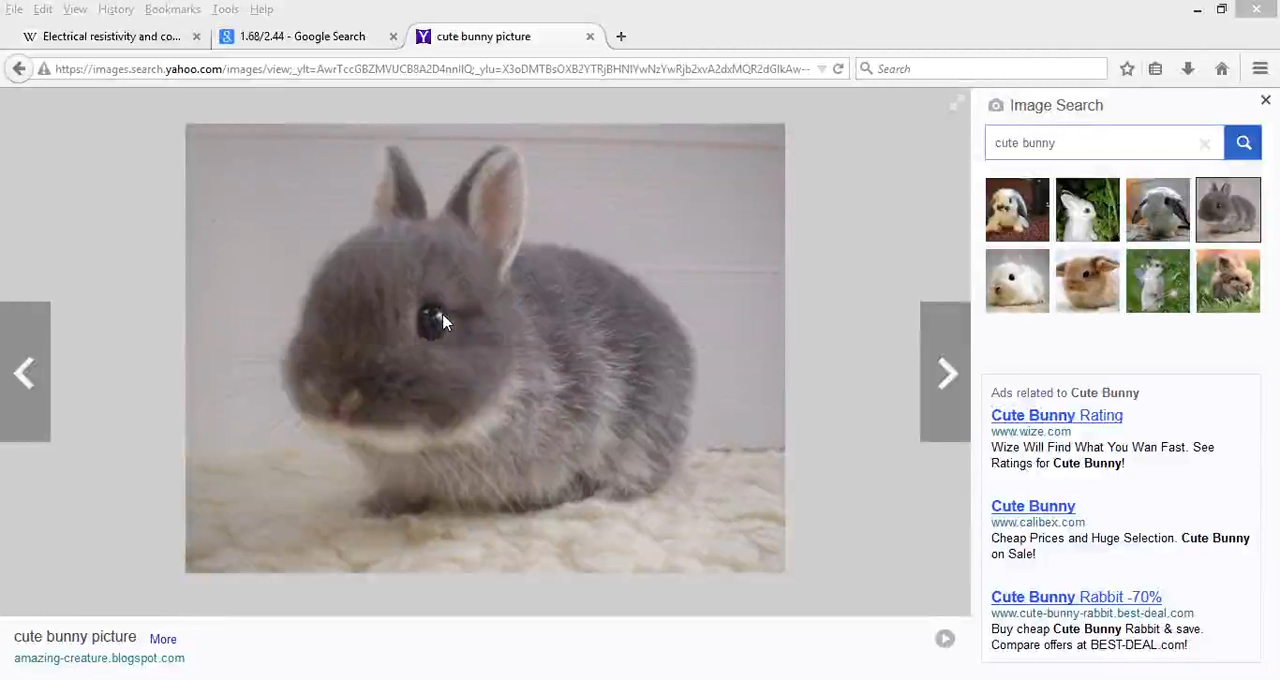 File Edit View History Bookmarks Tools Help
Electrical resistivity and co...
1.68/2.44 - Google Search
cute bunny picture
Search
Image Search
cute bunny
Ads related to Cute Bunny
Cute Bunny Rating
www.wize.com
Wize Will Find What You Wan Fast. See
Ratings for Cute Bunny!
Cute Bunny
www.calibex.com
Cheap Prices and Huge Selection. Cute Bunny
on Sale!
Cute Bunny Rabbit -70%
www.cute-bunny-rabbit.best-deal.com
Buy cheap Cute Bunny Rabbit & save.
Compare offers at BEST-DEAL.com!
cute bunny picture More
amazing-creature.blogspot.com